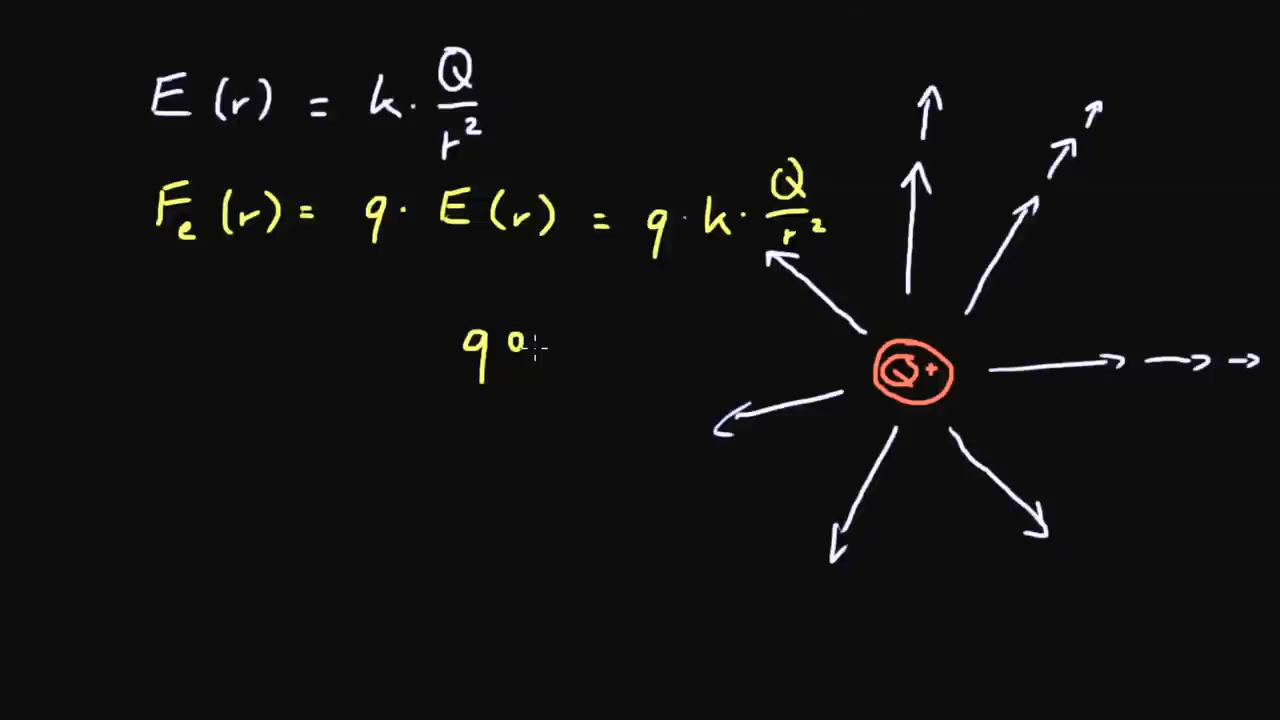 E (r) = k · Q/r²
Fe (r) = q · E (r) = q · k · Q/r²
q
Q +